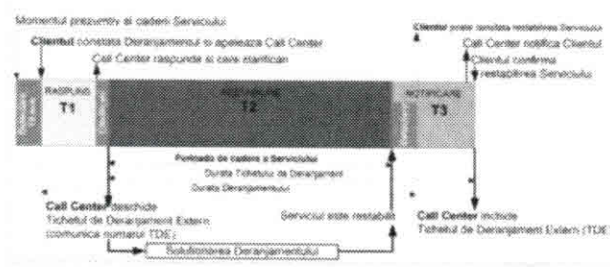 Momentul prezumtiv al caderii Serviciului
Clientul constata Deranjamentul si apeleaza Call Center
Call Center raspunde si cere clarificari
Clientul poate constata restabilirea Serviciului
Call Center notifica Clientul
Clientul confirma
restabilirea Serviciului
RASPUNS
T1
T2
NOTIFICARE
T3
Perioada de cadere a Serviciului
Durata Tichetului de Deranjament
Durata Deranjamentului
Call Center deschide
Tichetul de Deranjament Extern
(comunica numarul TDE)
Serviciul este restabilit
Call Center inchide
Tichetul de Deranjament Extern (TDE)
Solutionarea Deranjamentului